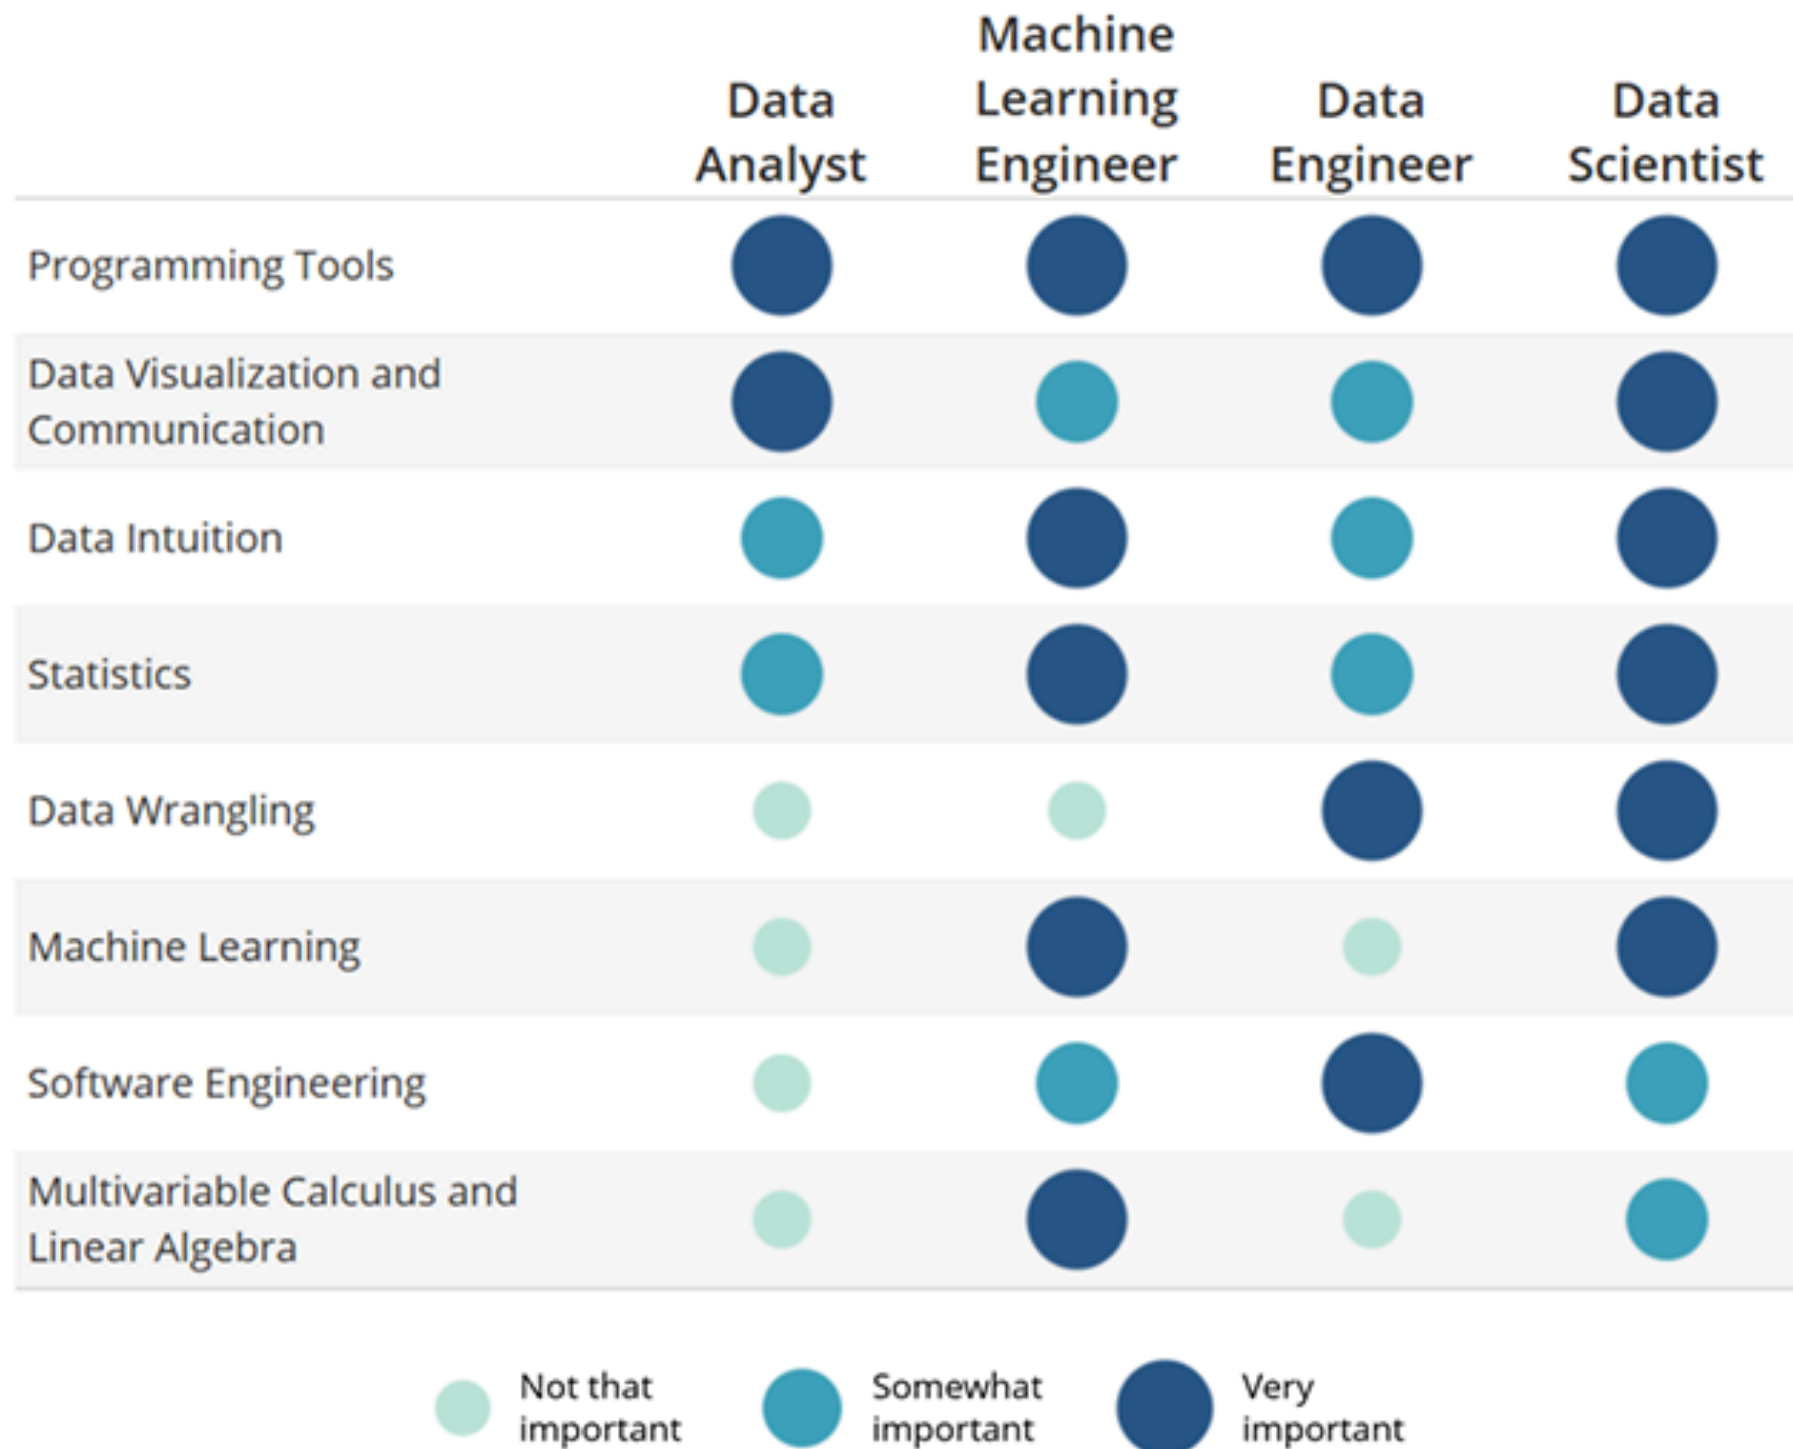 Data Analyst
Machine Learning Engineer
Data Engineer
Data Scientist
Programming Tools
Data Visualization and
Communication
Data Intuition
Statistics
Data Wrangling
Machine Learning
Software Engineering
Multivariable Calculus and
Linear Algebra
Not that
important
Somewhat
important
Very
important